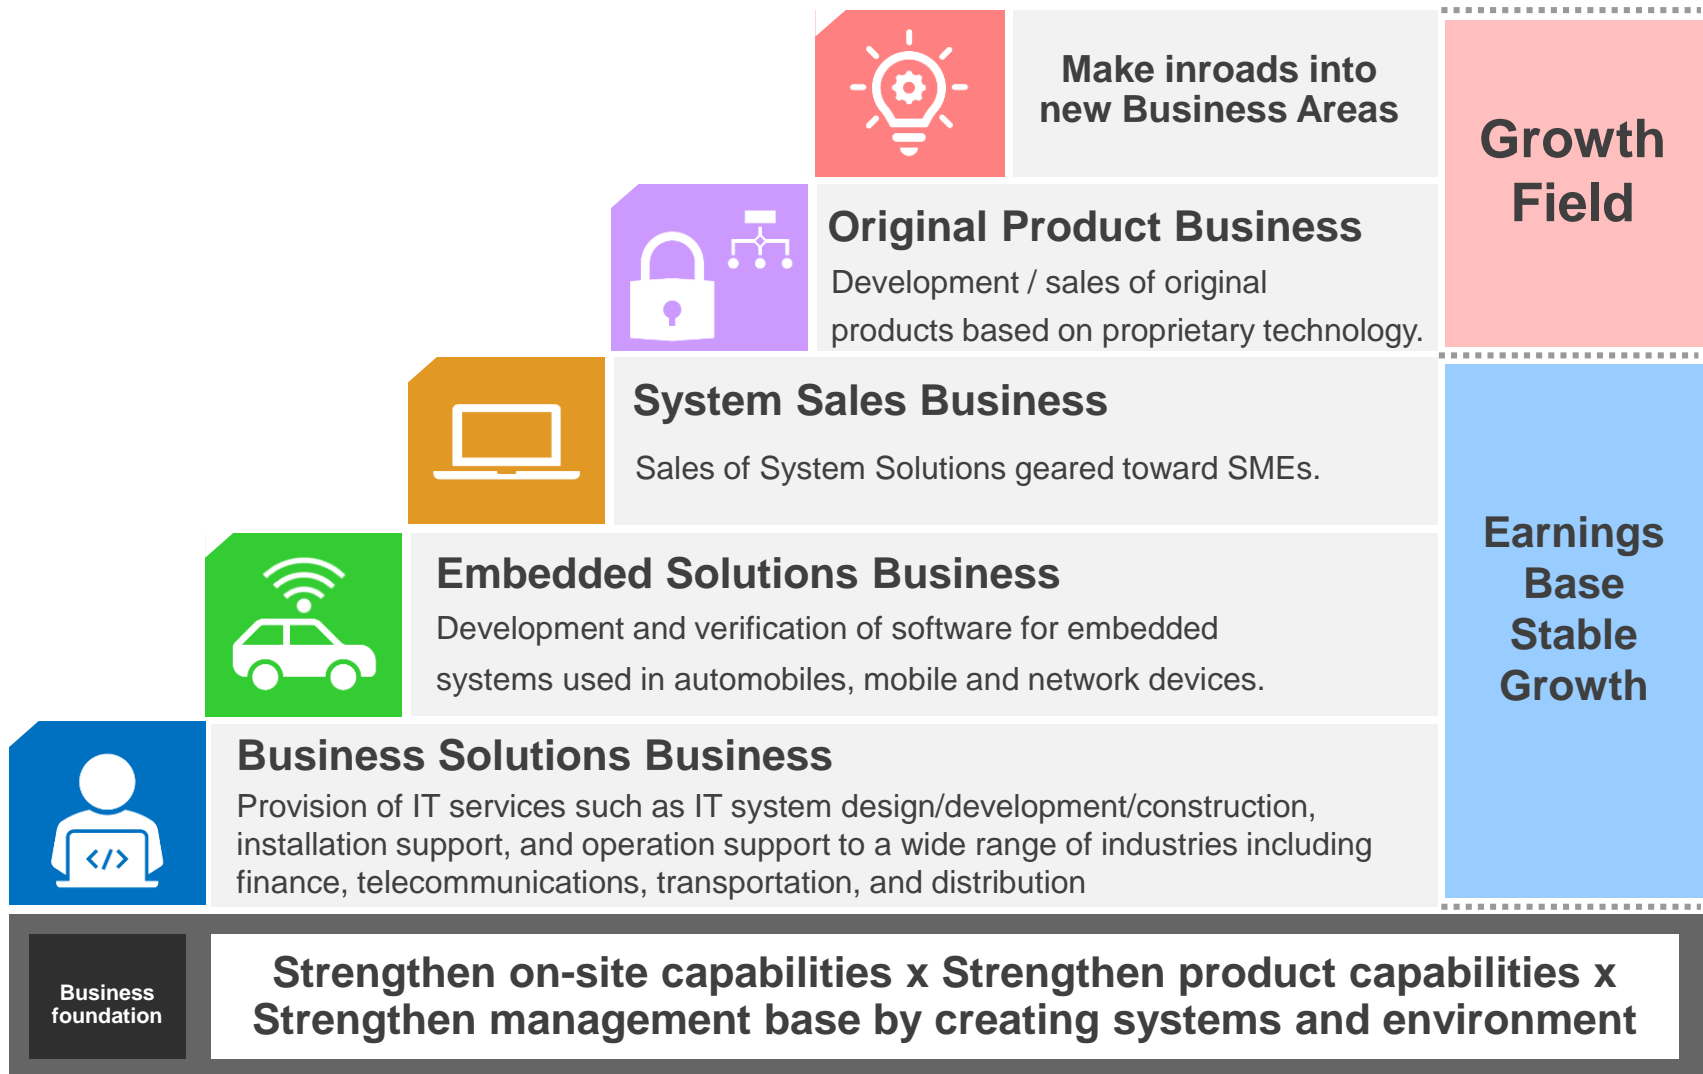 Make inroads into
new Business Areas
Growth
Field
Original Product Business
Development / sales of original
products based on proprietary technology.
System Sales Business
Sales of System Solutions geared toward SMEs.
Earnings
Base
Stable
Growth
Embedded Solutions Business
Development and verification of software for embedded
systems used in automobiles, mobile and network devices.
Business Solutions Business
Provision of IT services such as IT system design/development/construction,
installation support, and operation support to a wide range of industries including
finance, telecommunications, transportation, and distribution
</>
Business
foundation
Strengthen on-site capabilities x Strengthen product capabilities x
Strengthen management base by creating systems and environment